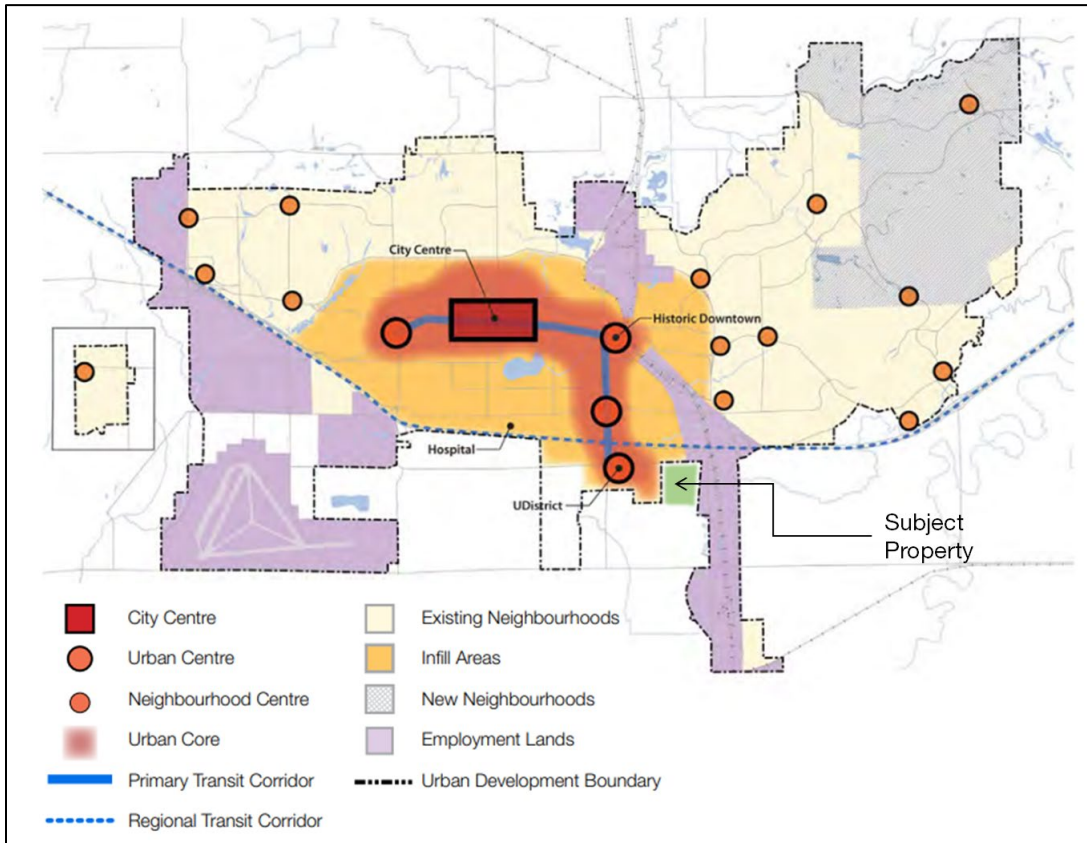 City Centre
Historic Downtown
Hospital
UDistrict
Subject
Property
City Centre
Urban Centre
Neighbourhood Centre
Urban Core
Primary Transit Corridor
Regional Transit Corridor
Existing Neighbourhoods
Infill Areas
New Neighbourhoods
Employment Lands
Urban Development Boundary